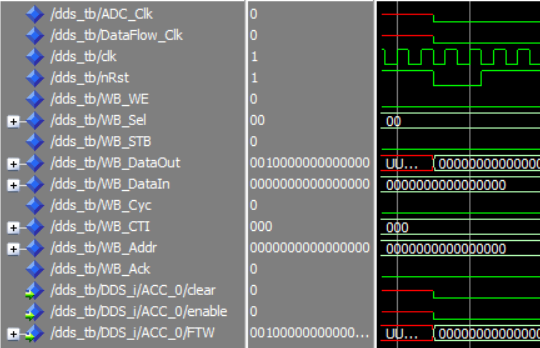 /dds_tb/ADC_Clk 0
/dds_tb/DataFlow_Clk 0
/dds_tb/clk 1
/dds_tb/nRst 1
/dds_tb/WB_WE 0
/dds_tb/WB_Sel 00 00
/dds_tb/WB_STB 0
/dds_tb/WB_DataOut 0010000000000000 UU... 00000000000000
/dds_tb/WB_DataIn 0000000000000000 0000000000000000
/dds_tb/WB_Cyc 0
/dds_tb/WB_CTI 000 000
/dds_tb/WB_Addr 0000000000000000 0000000000000000
/dds_tb/WB_Ack 0
/dds_tb/DDS_i/ACC_0/clear 0
/dds_tb/DDS_i/ACC_0/enable 0
/dds_tb/DDS_i/ACC_0/FTW 00100000000000... UU... 00000000000000